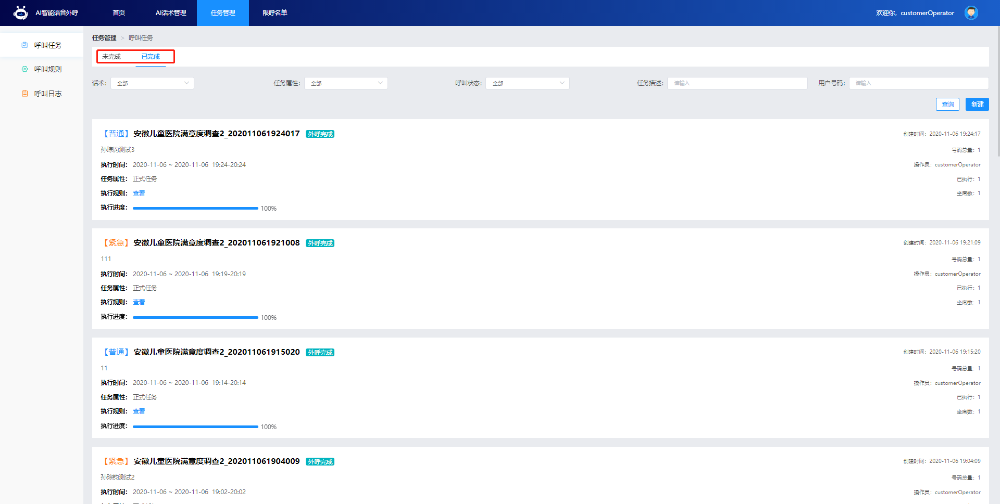 AI智能语音外呼 首页 AI话术管理 任务管理 限呼名单 欢迎你，customerOperator
呼叫任务
呼叫规则
呼叫日志
任务管理 > 呼叫任务
未完成 已完成
话术： 全部 任务属性： 全部 呼叫状态： 全部 任务描述： 请输入 用户号码： 请输入
查询 新建
【普通】 安徽儿童医院满意度调查2_202011061924017 外呼完成 创建时间：2020-11-06 19:24:17
孙琮钧测试3 号码总量：1
执行时间： 2020-11-06 ~ 2020-11-06 19:24-20:24 操作员：customerOperator
任务属性： 正式任务 已执行：1
执行规则： 查看 坐席数：1
执行进度： 100%
【紧急】 安徽儿童医院满意度调查2_202011061921008 外呼完成 创建时间：2020-11-06 19:21:09
111 号码总量：1
执行时间： 2020-11-06 ~ 2020-11-06 19:19-20:19 操作员：customerOperator
任务属性： 正式任务 已执行：1
执行规则： 查看 坐席数：1
执行进度： 100%
【普通】 安徽儿童医院满意度调查2_202011061915020 外呼完成 创建时间：2020-11-06 19:15:20
11 号码总量：1
执行时间： 2020-11-06 ~ 2020-11-06 19:14-20:14 操作员：customerOperator
任务属性： 正式任务 已执行：1
执行规则： 查看 坐席数：1
执行进度： 100%
【紧急】 安徽儿童医院满意度调查2_202011061904009 外呼完成 创建时间：2020-11-06 19:04:09
孙琮钧测试2 号码总量：1
执行时间： 2020-11-06 ~ 2020-11-06 19:02-20:02 操作员：customerOperator